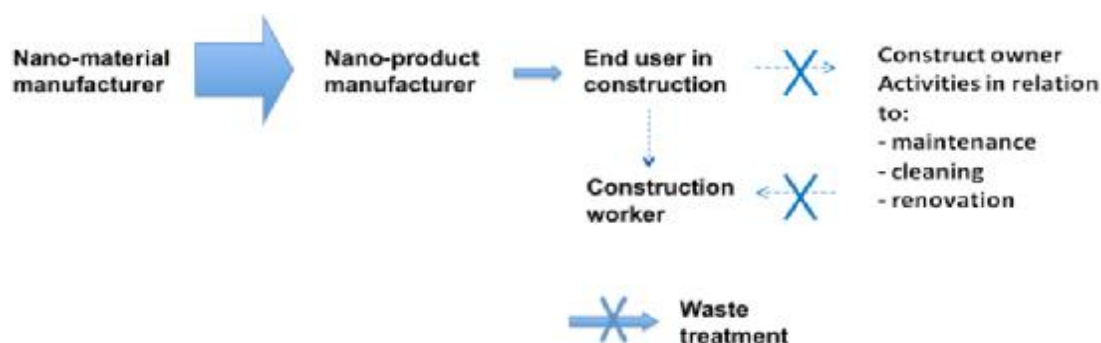 Nano-material
manufacturer
Nano-product
manufacturer
End user in
construction
Construct owner
Activities in relation
to:
- maintenance
- cleaning
- renovation
Construction
worker
Waste
treatment